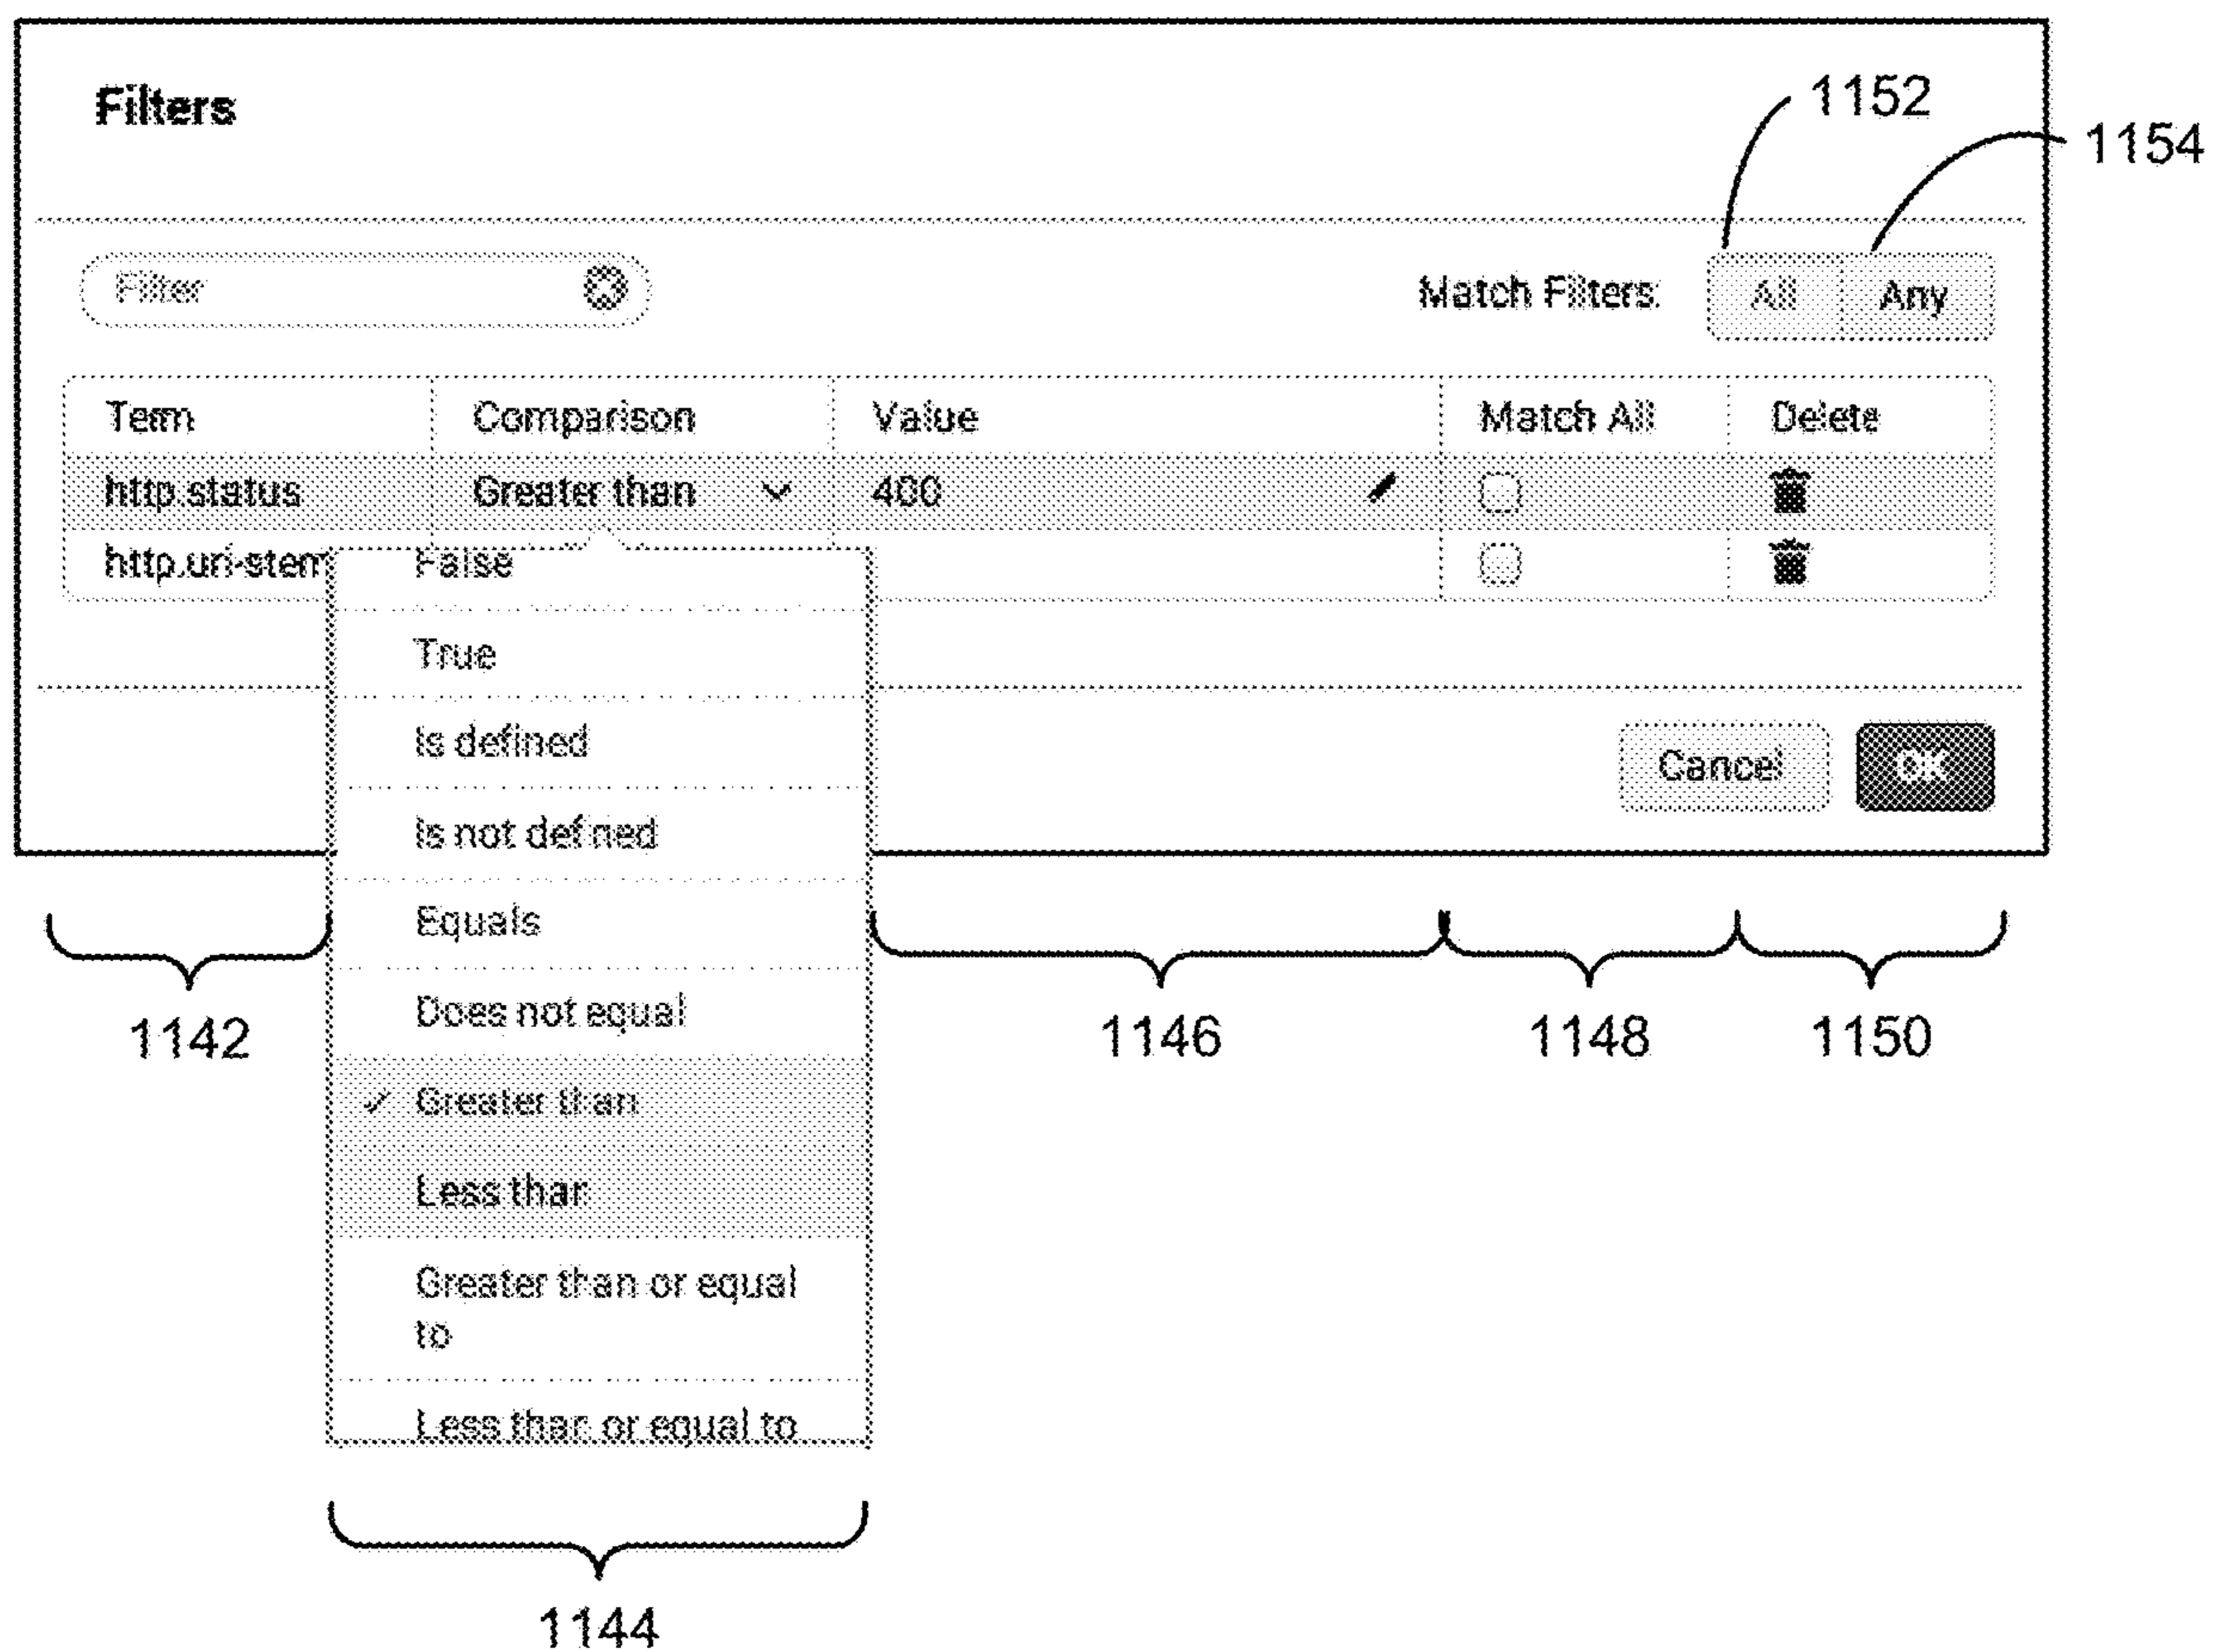 Filters
1152
1154
Filter
Match Filters:
All
Any
Term
Comparison
Value
Match All
Delete
http.status
Greater than
400
http.uri-stem
False
True
Is defined
Is not defined
Cancel
OK
Equals
Does not equal
Greater than
Less than
Greater than or equal
to
Less than or equal to
1142
1146
1148
1150
1144